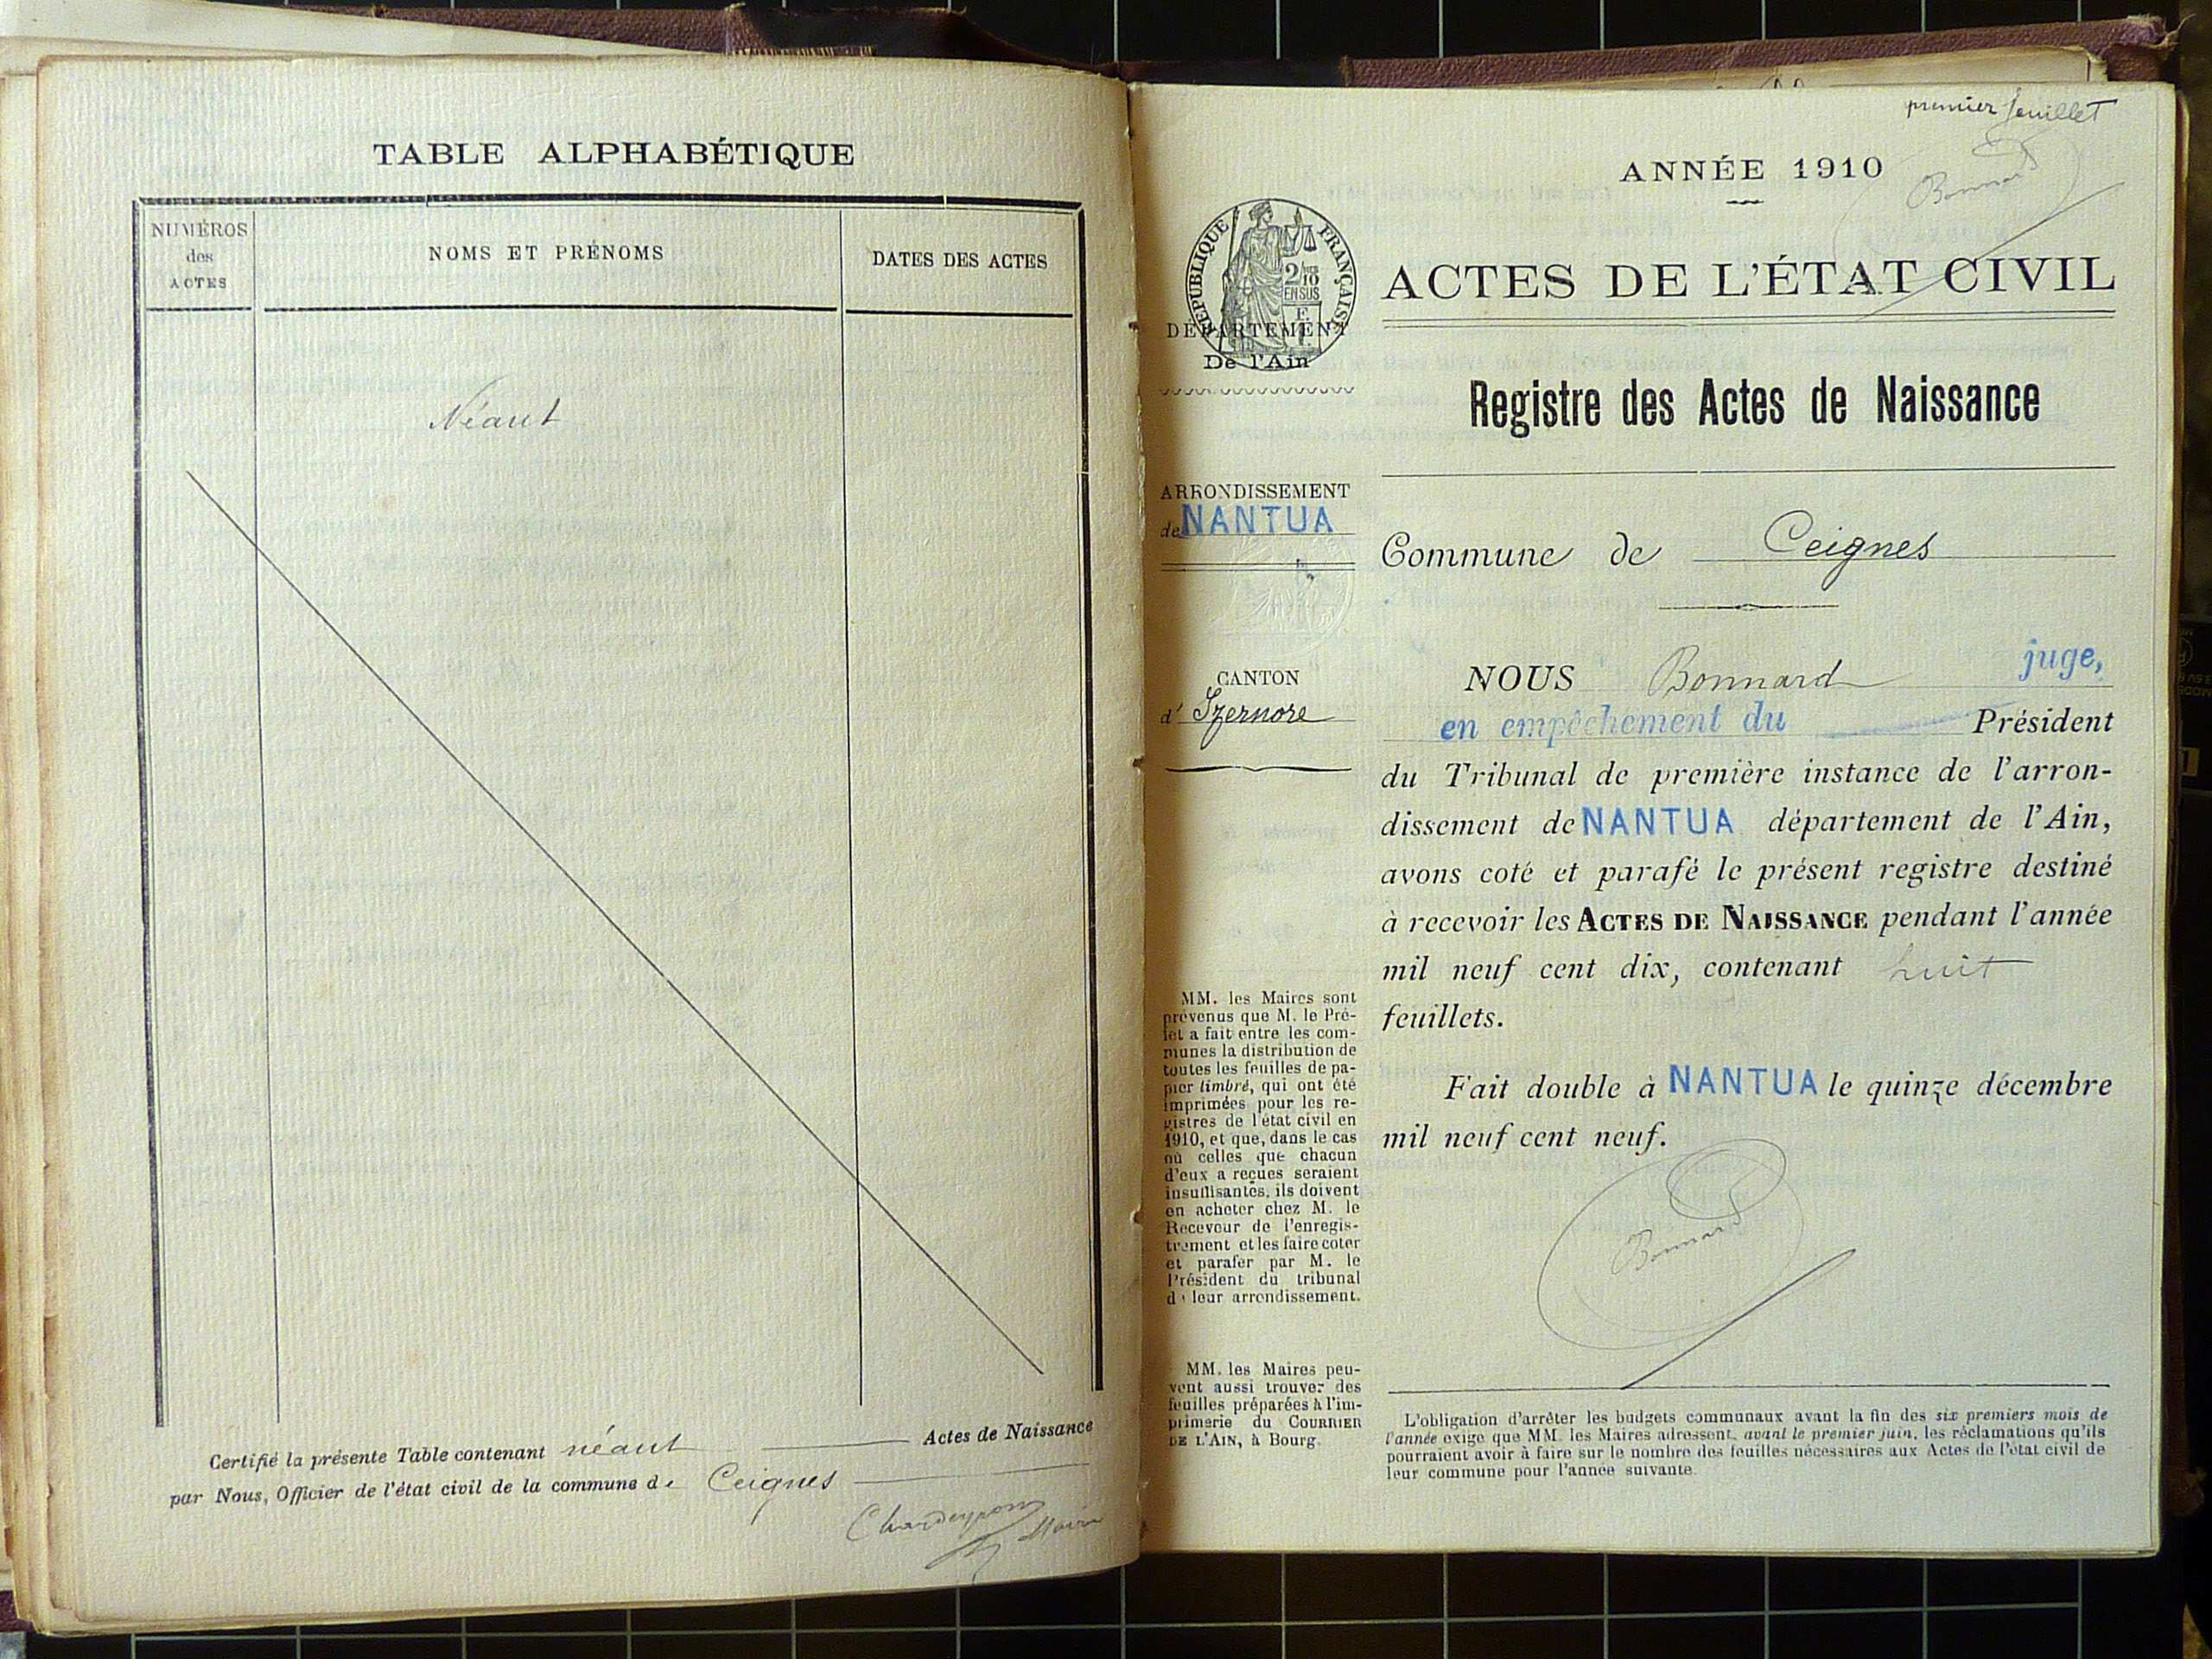 TABLE ALPHABÉTIQUE
NUMÉROS
des
ACTES
NOMS ET PRÉNOMS
DATES DES ACTES
Néant
Certifié la présente Table contenant néant Actes de Naissance
par Nous, Officier de l'état civil de la commune de Ceignes
Maire
premier feuillet
ANNÉE 1910
Bonnard
RÉPUBLIQUE FRANÇAISE
2/10
EN SUS
ACTES DE L'ÉTAT CIVIL
DÉPARTEMENT
De l'Ain
Registre des Actes de Naissance
ARRONDISSEMENT
de NANTUA
Commune de Ceignes
CANTON
d' Izernore
NOUS Bonnard juge,
en empêchement du Président
du Tribunal de première instance de l'arron-
dissement de NANTUA département de l'Ain,
avons coté et parafé le présent registre destiné
à recevoir les ACTES DE NAISSANCE pendant l'année
mil neuf cent dix, contenant huit
feuillets.
Fait double à NANTUA le quinze décembre
mil neuf cent neuf.
Bonnard
MM. les Maires sont
prévenus que M. le Pré-
fet a fait entre les com-
munes la distribution de
toutes les feuilles de pa-
pier timbré, qui ont été
imprimées pour les re-
gistres de l'état civil en
1910, et que, dans le cas
où celles que chacun
d'eux a reçues seraient
insuffisantes, ils doivent
en acheter chez M. le
Receveur de l'enregis-
trement et les faire coter
et parafer par M. le
Président du tribunal
de leur arrondissement.
MM. les Maires peu-
vent aussi trouver des
feuilles préparées à l'im-
primerie du COURRIER
DE L'AIN, à Bourg.
L'obligation d'arrêter les budgets communaux avant la fin des six premiers mois de
l'année exige que MM. les Maires adressent, avant le premier juin, les réclamations qu'ils
pourraient avoir à faire sur le nombre des feuilles nécessaires aux Actes de l'état civil de
leur commune pour l'année suivante.